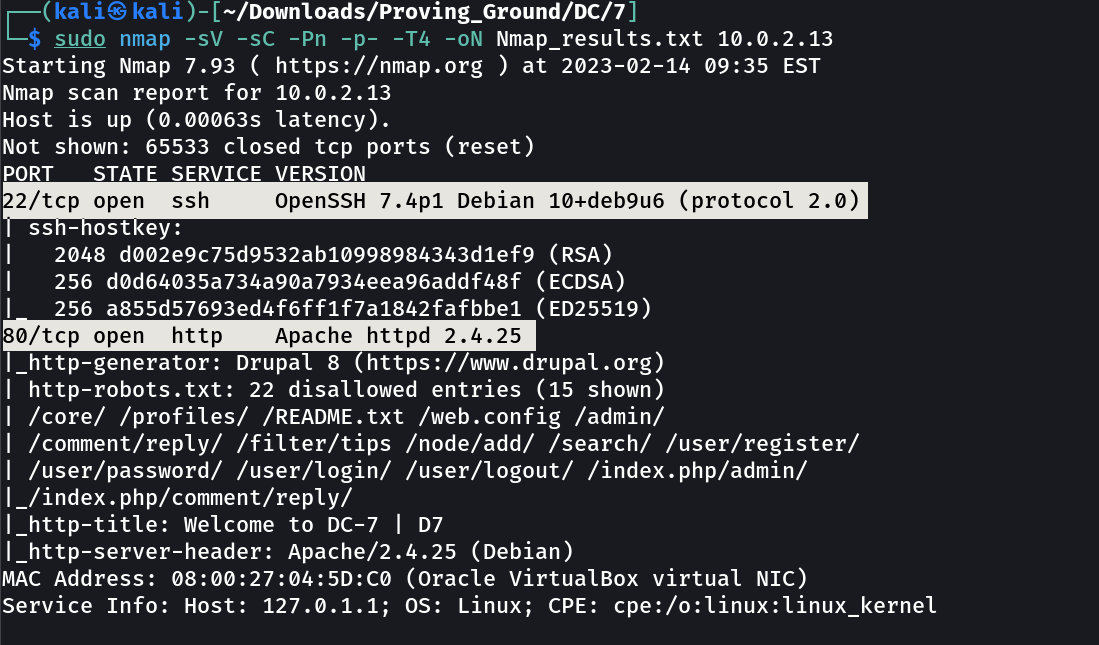 ┌──(kali㉿kali)-[~/Downloads/Proving_Ground/DC/7]
└─$ sudo nmap -sV -sC -Pn -p- -T4 -oN Nmap_results.txt 10.0.2.13
Starting Nmap 7.93 ( https://nmap.org ) at 2023-02-14 09:35 EST
Nmap scan report for 10.0.2.13
Host is up (0.00063s latency).
Not shown: 65533 closed tcp ports (reset)
PORT   STATE SERVICE VERSION
22/tcp open  ssh     OpenSSH 7.4p1 Debian 10+deb9u6 (protocol 2.0)
| ssh-hostkey:
|   2048 d002e9c75d9532ab10998984343d1ef9 (RSA)
|   256 d0d64035a734a90a7934eea96addf48f (ECDSA)
|_  256 a855d57693ed4f6ff1f7a1842fafbbe1 (ED25519)
80/tcp open  http    Apache httpd 2.4.25
|_http-generator: Drupal 8 (https://www.drupal.org)
| http-robots.txt: 22 disallowed entries (15 shown)
| /core/ /profiles/ /README.txt /web.config /admin/
| /comment/reply/ /filter/tips /node/add/ /search/ /user/register/
| /user/password/ /user/login/ /user/logout/ /index.php/admin/
|_/index.php/comment/reply/
|_http-title: Welcome to DC-7 | D7
|_http-server-header: Apache/2.4.25 (Debian)
MAC Address: 08:00:27:04:5D:C0 (Oracle VirtualBox virtual NIC)
Service Info: Host: 127.0.1.1; OS: Linux; CPE: cpe:/o:linux:linux_kernel